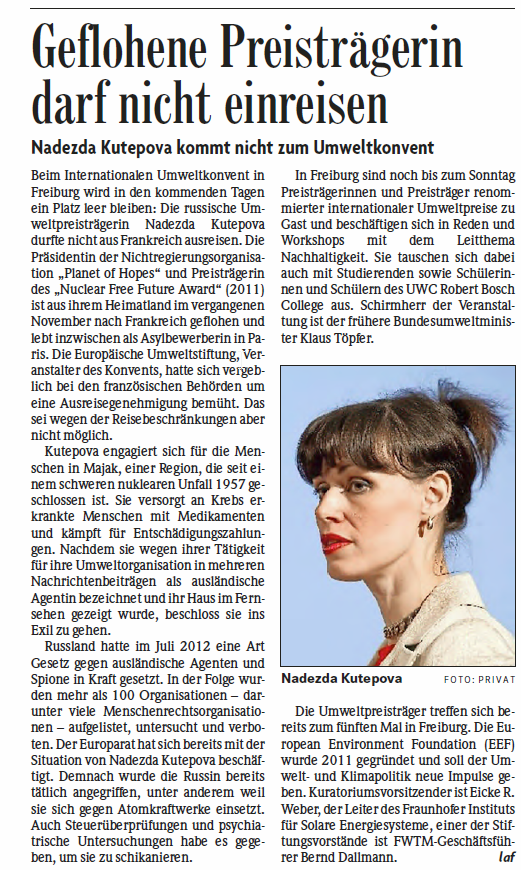 Geflohene Preisträgerin
darf nicht einreisen
Nadezda Kutepova kommt nicht zum Umweltkonvent
Beim Internationalen Umweltkonvent in
Freiburg wird in den kommenden Tagen
ein Platz leer bleiben: Die russische Um-
weltpreisträgerin Nadezda Kutepova
durfte nicht aus Frankreich ausreisen. Die
Präsidentin der Nichtregierungsorganisa-
tion „Planet of Hopes“ und Preisträgerin
des „Nuclear Free Future Award“ (2011)
ist aus ihrem Heimatland im vergangenen
November nach Frankreich geflohen und
lebt inzwischen als Asylbewerberin in Pa-
ris. Die Europäische Umweltstiftung, Ver-
anstalter des Konvents, hatte sich vergeb-
lich bei den französischen Behörden um
eine Ausreisegenehmigung bemüht. Das
sei wegen der Reisebeschränkungen aber
nicht möglich.
Kutepova engagiert sich für die Men-
schen in Majak, einer Region, die seit ei-
nem schweren nuklearen Unfall 1957 ge-
schlossen ist. Sie versorgt an Krebs er-
krankte Menschen mit Medikamenten
und kämpft für Entschädigungszahlun-
gen. Nachdem sie wegen ihrer Tätigkeit
für ihre Umweltorganisation in mehreren
Nachrichtenbeiträgen als ausländische
Agentin bezeichnet und ihr Haus im Fern-
sehen gezeigt wurde, beschloss sie ins
Exil zu gehen.
Russland hatte im Juli 2012 eine Art
Gesetz gegen ausländische Agenten und
Spione in Kraft gesetzt. In der Folge wur-
den mehr als 100 Organisationen – dar-
unter viele Menschenrechtsorganisatio-
nen – aufgelistet, untersucht und verbo-
ten. Der Europarat hat sich bereits mit der
Situation von Nadezda Kutepova beschäf-
tigt. Demnach wurde die Russin bereits
tätlich angegriffen, unter anderem weil
sie sich gegen Atomkraftwerke einsetzt.
Auch Steuerüberprüfungen und psychia-
trische Untersuchungen habe es gege-
ben, um sie zu schikanieren.
In Freiburg sind noch bis zum Sonntag
Preisträgerinnen und Preisträger renom-
mierter internationaler Umweltpreise zu
Gast und beschäftigen sich in Reden und
Workshops mit dem Leitthema
Nachhaltigkeit. Sie tauschen sich dabei
auch mit Studierenden sowie Schülerin-
nen und Schülern des UWC Robert Bosch
College aus. Schirmherr der Veranstal-
tung ist der frühere Bundesumweltminis-
ter Klaus Töpfer.
Nadezda Kutepova FOTO: PRIVAT
Die Umweltpreisträger treffen sich be-
reits zum fünften Mal in Freiburg. Die Eu-
ropean Environment Foundation (EEF)
wurde 2011 gegründet und soll der Um-
welt- und Klimapolitik neue Impulse ge-
ben. Kuratoriumsvorsitzender ist Eicke R.
Weber, der Leiter des Fraunhofer Instituts
für Solare Energiesysteme, einer der Stif-
tungsvorstände ist FWTM-Geschäftsfüh-
rer Bernd Dallmann. laf